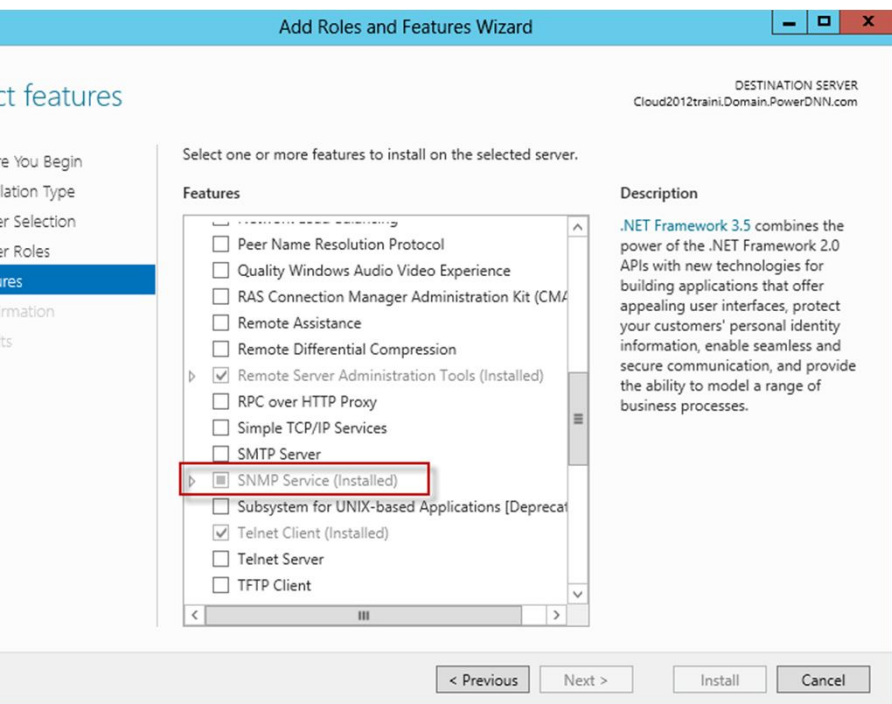 Add Roles and Features Wizard
ct features
DESTINATION SERVER
Cloud2012traini.Domain.PowerDNN.com
re You Begin
lation Type
er Selection
er Roles
ures
rmation
ts
Select one or more features to install on the selected server.
Features
Network Load Balancing
Peer Name Resolution Protocol
Quality Windows Audio Video Experience
RAS Connection Manager Administration Kit (CMA
Remote Assistance
Remote Differential Compression
Remote Server Administration Tools (Installed)
RPC over HTTP Proxy
Simple TCP/IP Services
SMTP Server
SNMP Service (Installed)
Subsystem for UNIX-based Applications [Deprecat
Telnet Client (Installed)
Telnet Server
TFTP Client
Description
.NET Framework 3.5 combines the
power of the .NET Framework 2.0
APIs with new technologies for
building applications that offer
appealing user interfaces, protect
your customers' personal identity
information, enable seamless and
secure communication, and provide
the ability to model a range of
business processes.
< Previous
Next >
Install
Cancel